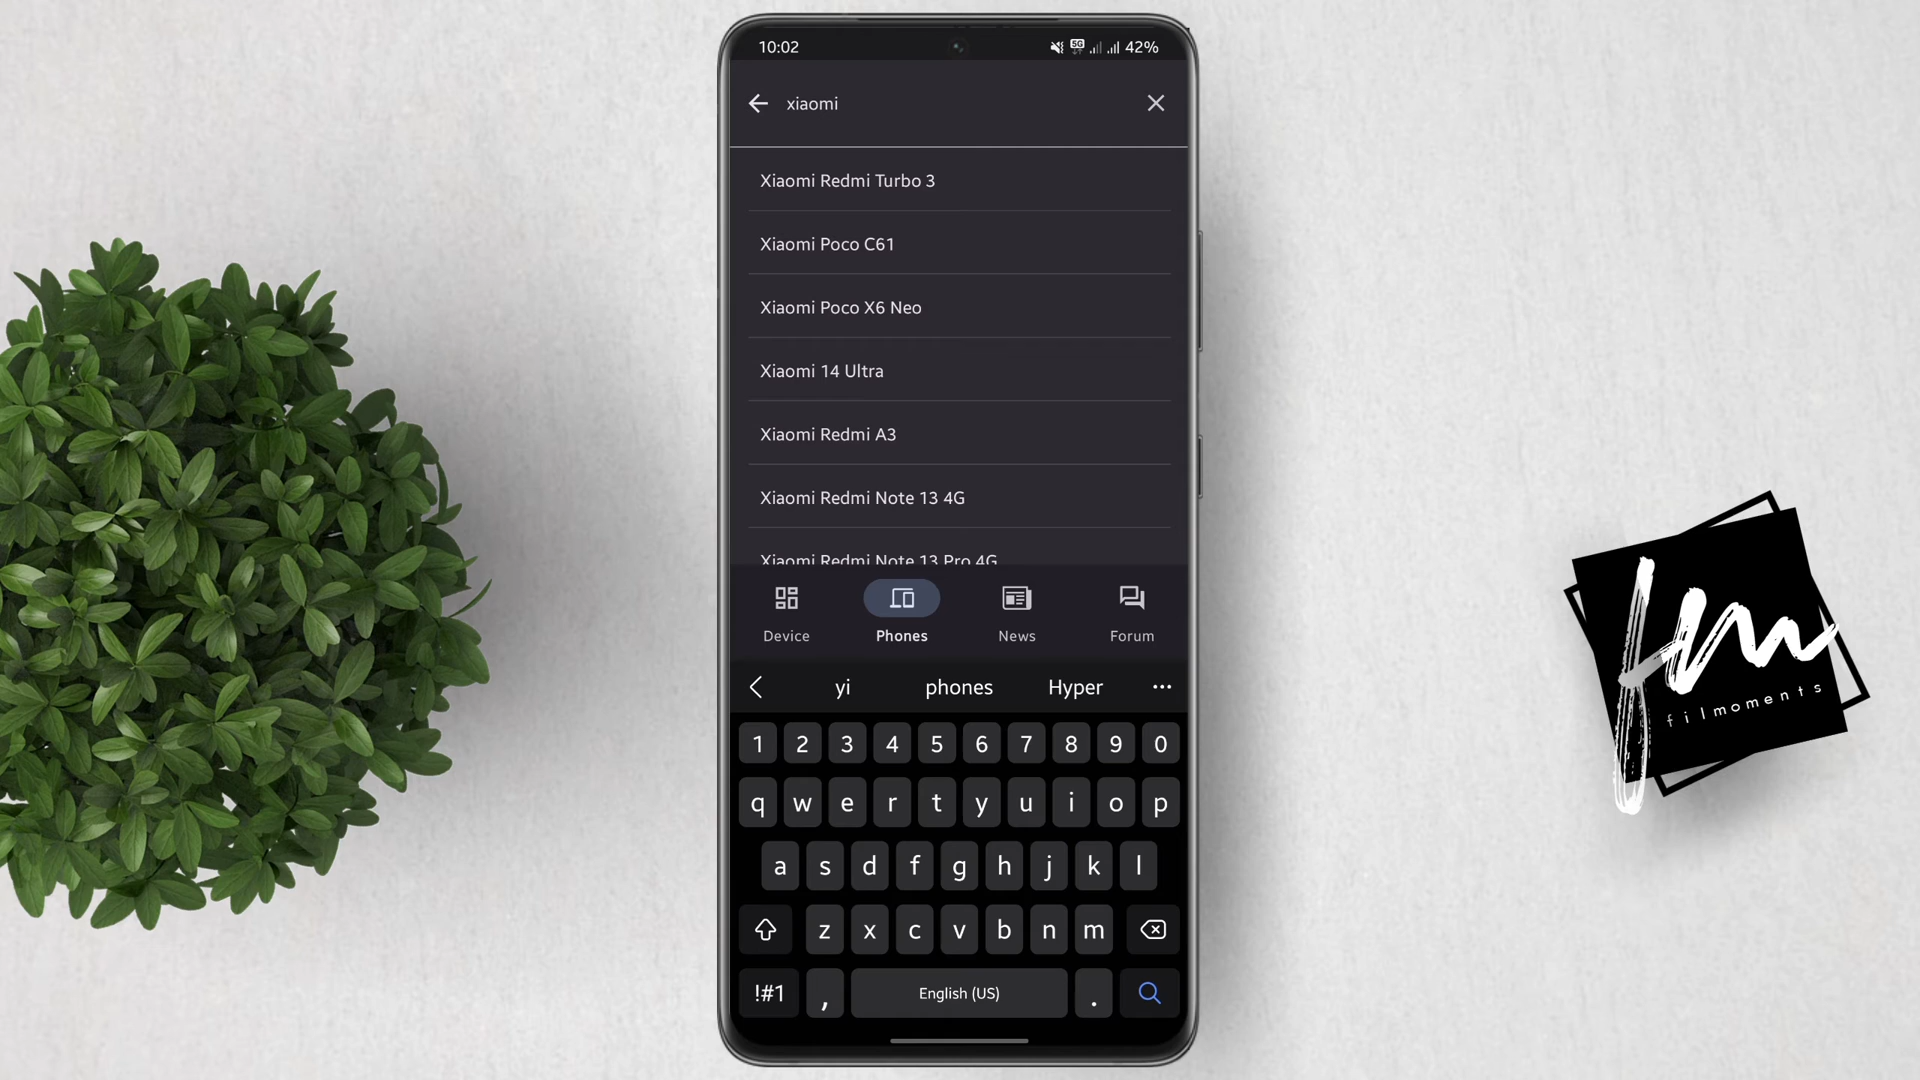 10:02
5G
42%
xiaomi
Xiaomi Redmi Turbo 3
Xiaomi Poco C61
Xiaomi Poco X6 Neo
Xiaomi 14 Ultra
Xiaomi Redmi A3
Xiaomi Redmi Note 13 4G
Xiaomi Redmi Note 13 Pro 4G
Device Phones News Forum
yi phones Hyper
1 2 3 4 5 6 7 8 9 0
q w e r t y u i o p
a s d f g h j k l
z x c v b n m
!#1 , English (US) .
fm
filmoments